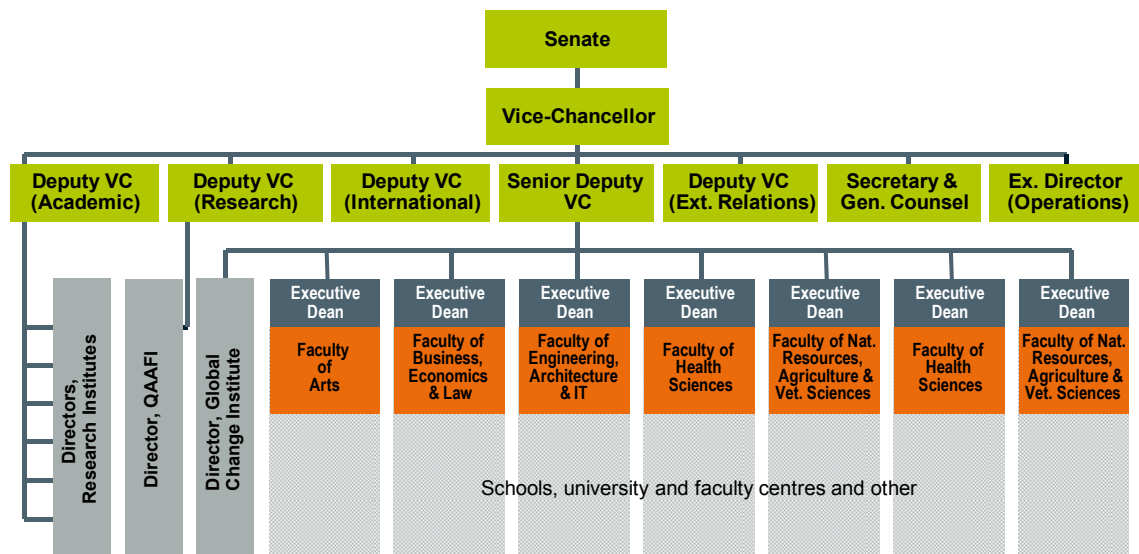 Senate
Vice-Chancellor
Deputy VC
(Academic)
Deputy VC
(Research)
Deputy VC
(International)
Senior Deputy
VC
Deputy VC
(Ext. Relations)
Secretary &
Gen. Counsel
Ex. Director
(Operations)
Directors,
Research Institutes
Director, QAAFI
Director, Global
Change Institute
Executive
Dean
Faculty
of
Arts
Executive
Dean
Faculty of
Business,
Economics
& Law
Executive
Dean
Faculty of
Engineering,
Architecture
& IT
Executive
Dean
Faculty of
Health
Sciences
Executive
Dean
Faculty of Nat.
Resources,
Agriculture &
Vet. Sciences
Executive
Dean
Faculty of
Health
Sciences
Executive
Dean
Faculty of Nat.
Resources,
Agriculture &
Vet. Sciences
Schools, university and faculty centres and other